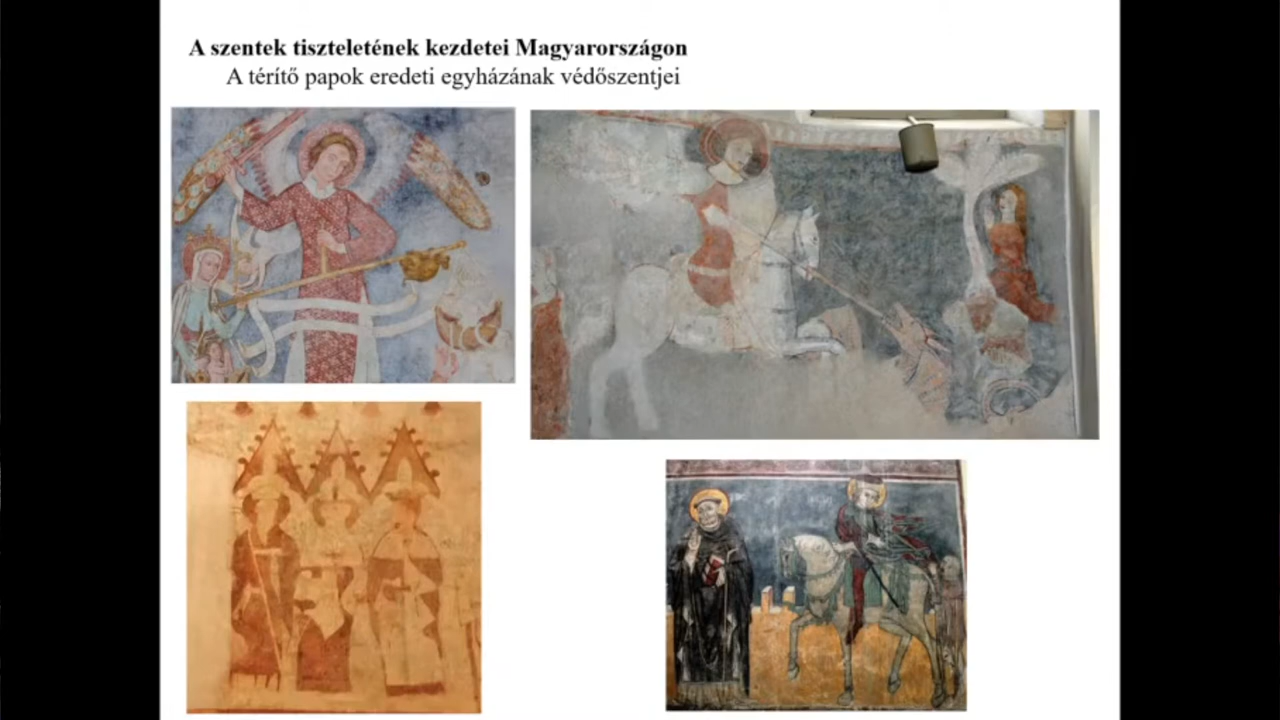 A szentek tiszteletének kezdetei Magyarországon
A térítő papok eredeti egyházának védőszentjei